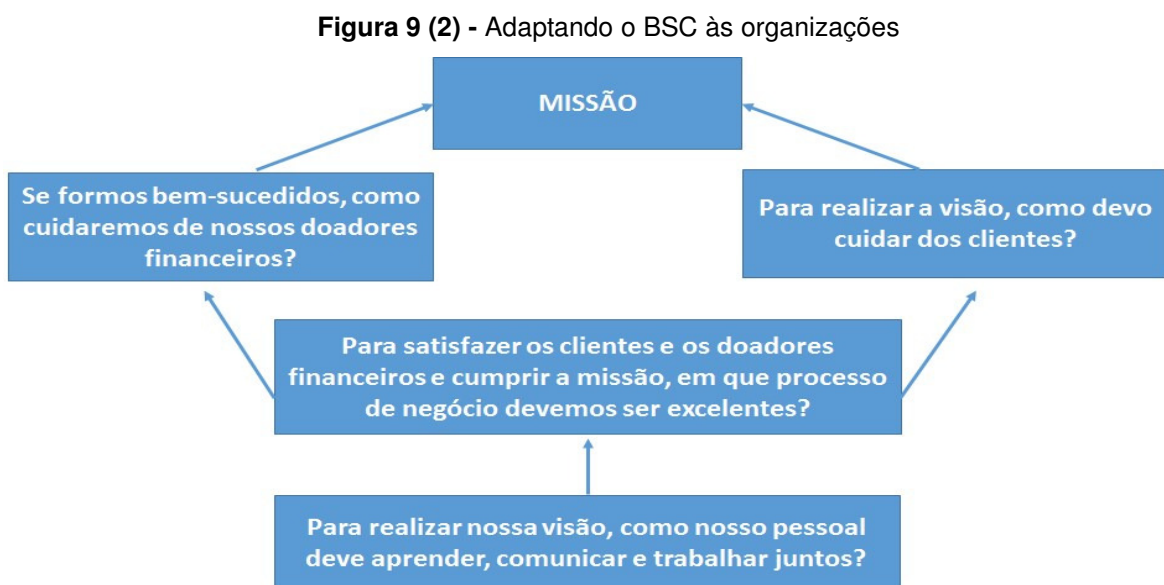 Figura 9 (2) - Adaptando o BSC às organizações
MISSÃO
Se formos bem-sucedidos, como
cuidaremos de nossos doadores
financeiros?
Para realizar a visão, como devo
cuidar dos clientes?
Para satisfazer os clientes e os doadores
financeiros e cumprir a missão, em que processo
de negócio devemos ser excelentes?
Para realizar nossa visão, como nosso pessoal
deve aprender, comunicar e trabalhar juntos?